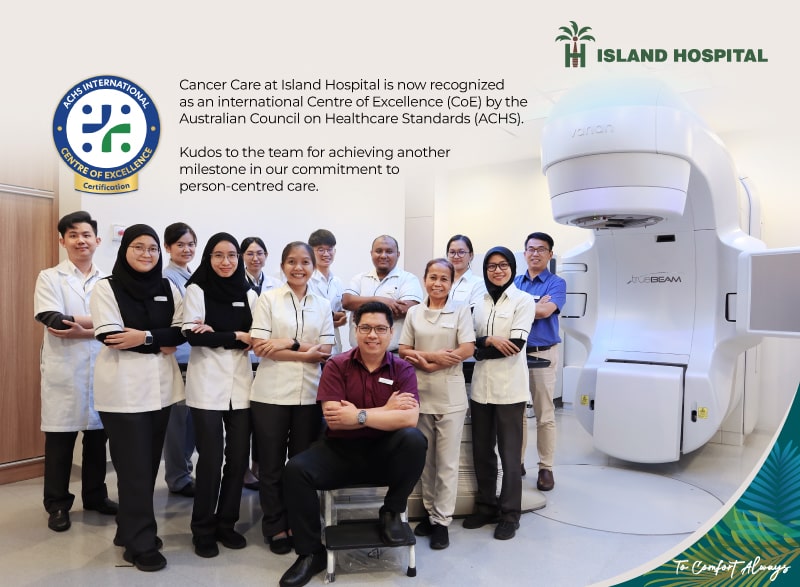 ISLAND HOSPITAL
ACHS INTERNATIONAL
CENTRE OF EXCELLENCE
Certification
Cancer Care at Island Hospital is now recognized
as an international Centre of Excellence (CoE) by the
Australian Council on Healthcare Standards (ACHS).
Kudos to the team for achieving another
milestone in our commitment to
person-centred care.
varian
TRUEBEAM
To Comfort Always